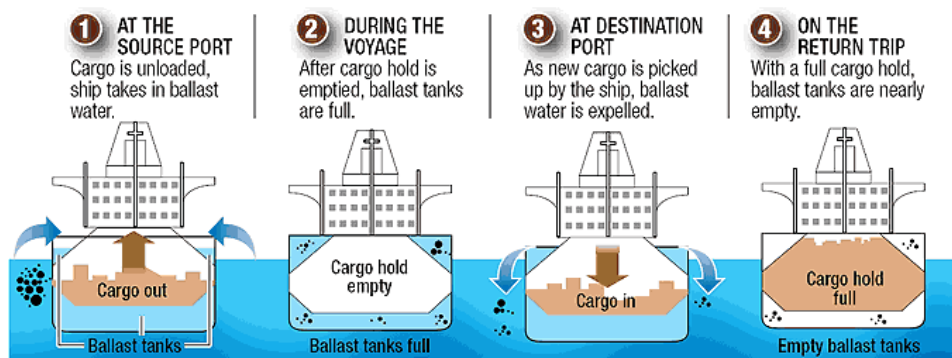 1 AT THE
SOURCE PORT
Cargo is unloaded,
ship takes in ballast
water.
Cargo out
Ballast tanks
2 DURING THE
VOYAGE
After cargo hold is
emptied, ballast tanks
are full.
Cargo hold
empty
Ballast tanks full
3 AT DESTINATION
PORT
As new cargo is picked
up by the ship, ballast
water is expelled.
Cargo in
4 ON THE
RETURN TRIP
With a full cargo hold,
ballast tanks are nearly
empty.
Cargo hold
full
Empty ballast tanks